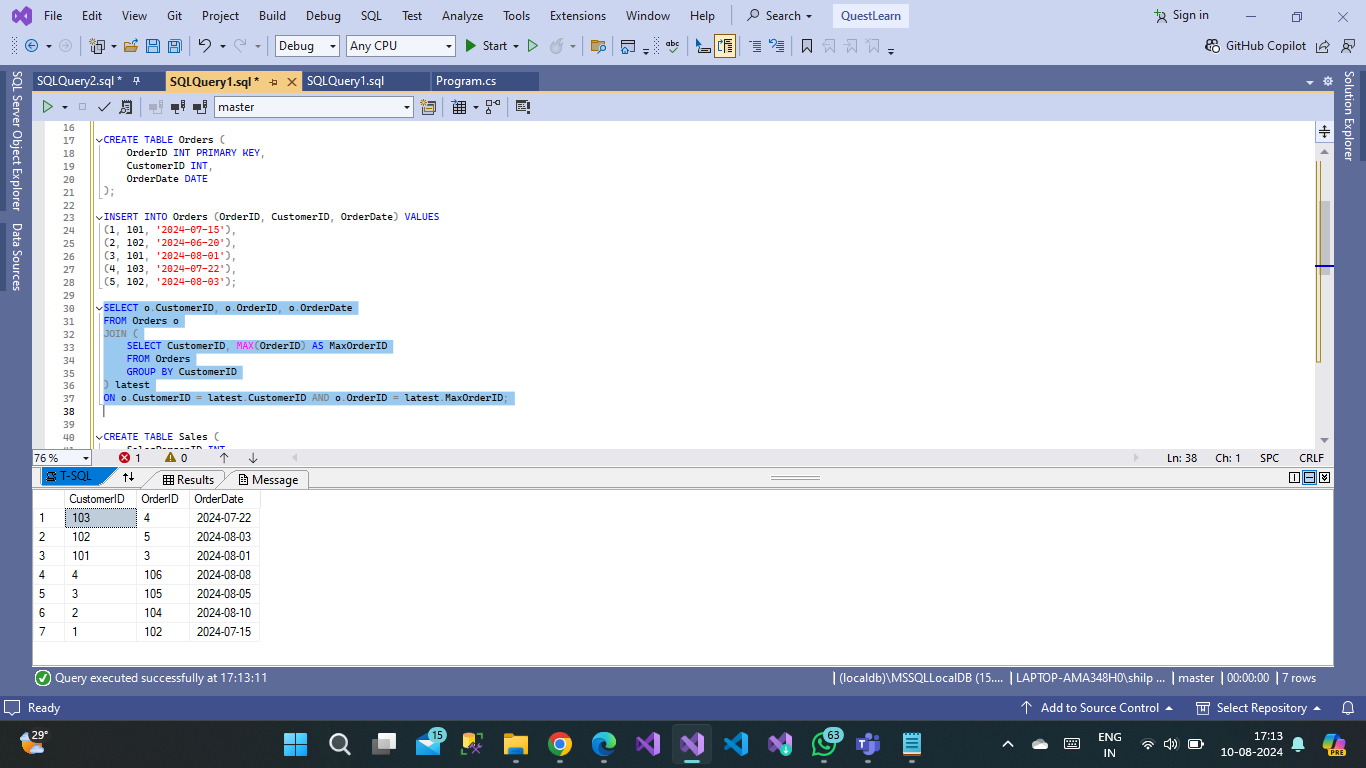 File Edit View Git Project Build Debug SQL Test Analyze Tools Extensions Window Help Search QuestLearn Sign in
Debug Any CPU Start GitHub Copilot
SQL Server Object Explorer
Data Sources
SQLQuery2.sql * SQLQuery1.sql * SQLQuery1.sql Program.cs
Solution Explorer
master
16
17 CREATE TABLE Orders (
18 OrderID INT PRIMARY KEY,
19 CustomerID INT,
20 OrderDate DATE
21 );
22
23 INSERT INTO Orders (OrderID, CustomerID, OrderDate) VALUES
24 (1, 101, '2024-07-15'),
25 (2, 102, '2024-06-20'),
26 (3, 101, '2024-08-01'),
27 (4, 103, '2024-07-22'),
28 (5, 102, '2024-08-03');
29
30 SELECT o.CustomerID, o.OrderID, o.OrderDate
31 FROM Orders o
32 JOIN (
33 SELECT CustomerID, MAX(OrderID) AS MaxOrderID
34 FROM Orders
35 GROUP BY CustomerID
36 ) latest
37 ON o.CustomerID = latest.CustomerID AND o.OrderID = latest.MaxOrderID;
38
39
40 CREATE TABLE Sales (
76 % 1 0 Ln: 38 Ch: 1 SPC CRLF
T-SQL Results Message
CustomerID OrderID OrderDate
1 103 4 2024-07-22
2 102 5 2024-08-03
3 101 3 2024-08-01
4 4 106 2024-08-08
5 3 105 2024-08-05
6 2 104 2024-08-10
7 1 102 2024-07-15
Query executed successfully at 17:13:11 (localdb)\MSSQLLocalDB (15.... LAPTOP-AMA348H0\shilp ... master 00:00:00 7 rows
Ready Add to Source Control Select Repository
29° 15 63 ENG IN 17:13 10-08-2024 PRE